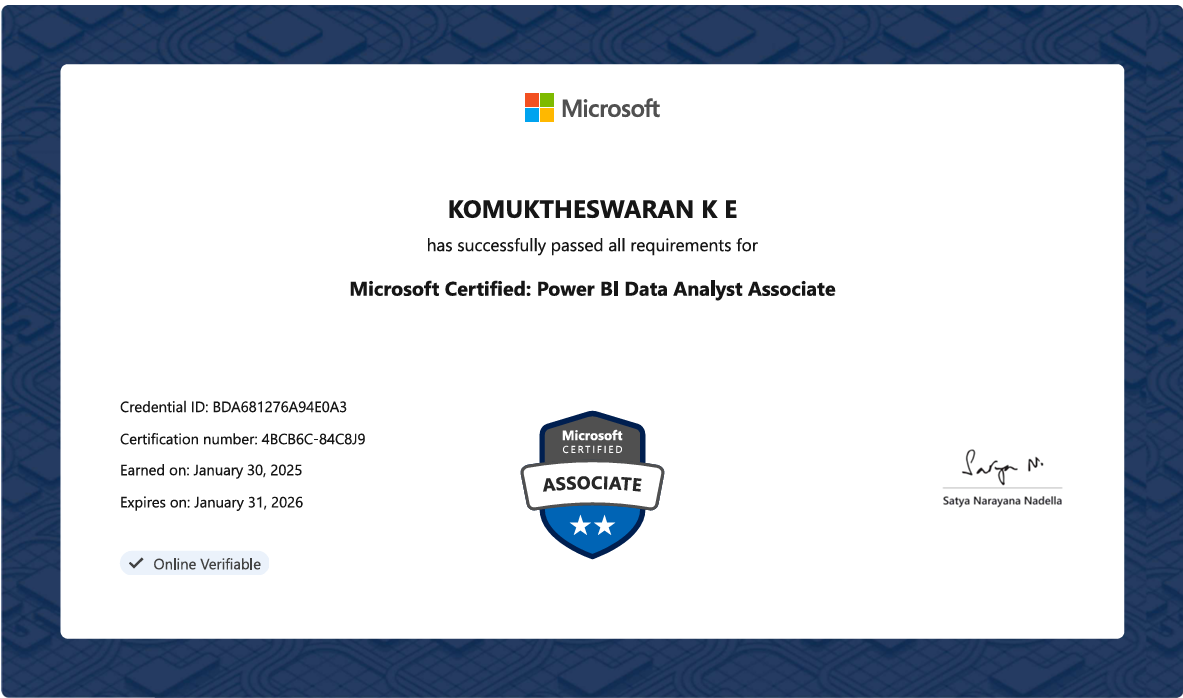 Microsoft
KOMUKTHESWARAN K E
has successfully passed all requirements for
Microsoft Certified: Power BI Data Analyst Associate
Credential ID: BDA681276A94E0A3
Certification number: 4BCB6C-84C8J9
Earned on: January 30, 2025
Expires on: January 31, 2026
Online Verifiable
Microsoft
CERTIFIED
ASSOCIATE
Satya N.
Satya Narayana Nadella